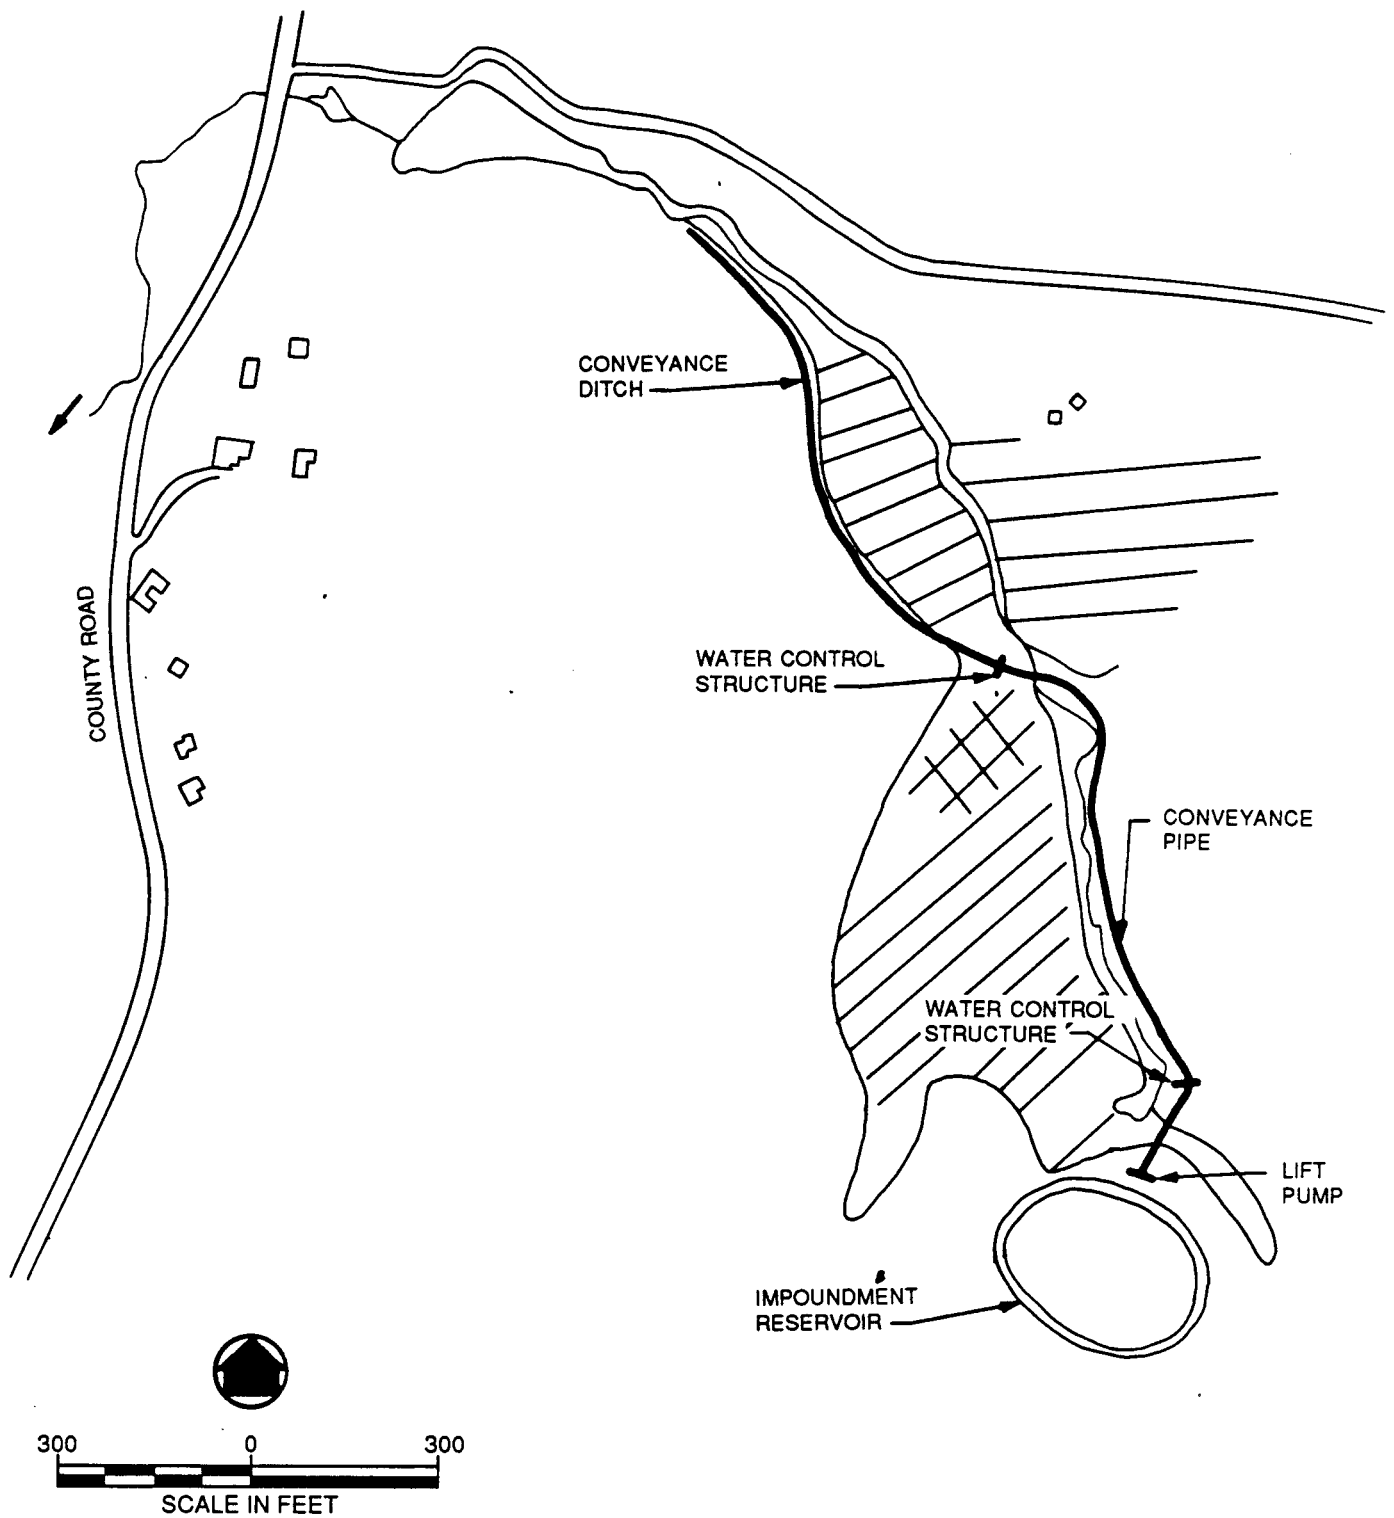 CONVEYANCE
DITCH
COUNTY ROAD
WATER CONTROL
STRUCTURE
CONVEYANCE
PIPE
WATER CONTROL
STRUCTURE
LIFT
PUMP
IMPOUNDMENT
RESERVOIR
300 0 300
SCALE IN FEET